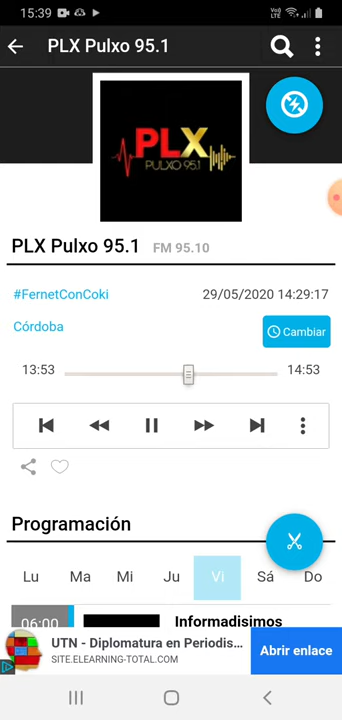 15:39
Vo))
LTE
PLX Pulxo 95.1
PLX
PULXO 95.1
PLX Pulxo 95.1 FM 95.10
#FernetConCoki 29/05/2020 14:29:17
Córdoba
Cambiar
13:53 14:53
Programación
Lu Ma Mi Ju Vi Sá Do
06:00 Informadisimos
UTN - Diplomatura en Periodis...
SITE.ELEARNING-TOTAL.COM
Abrir enlace